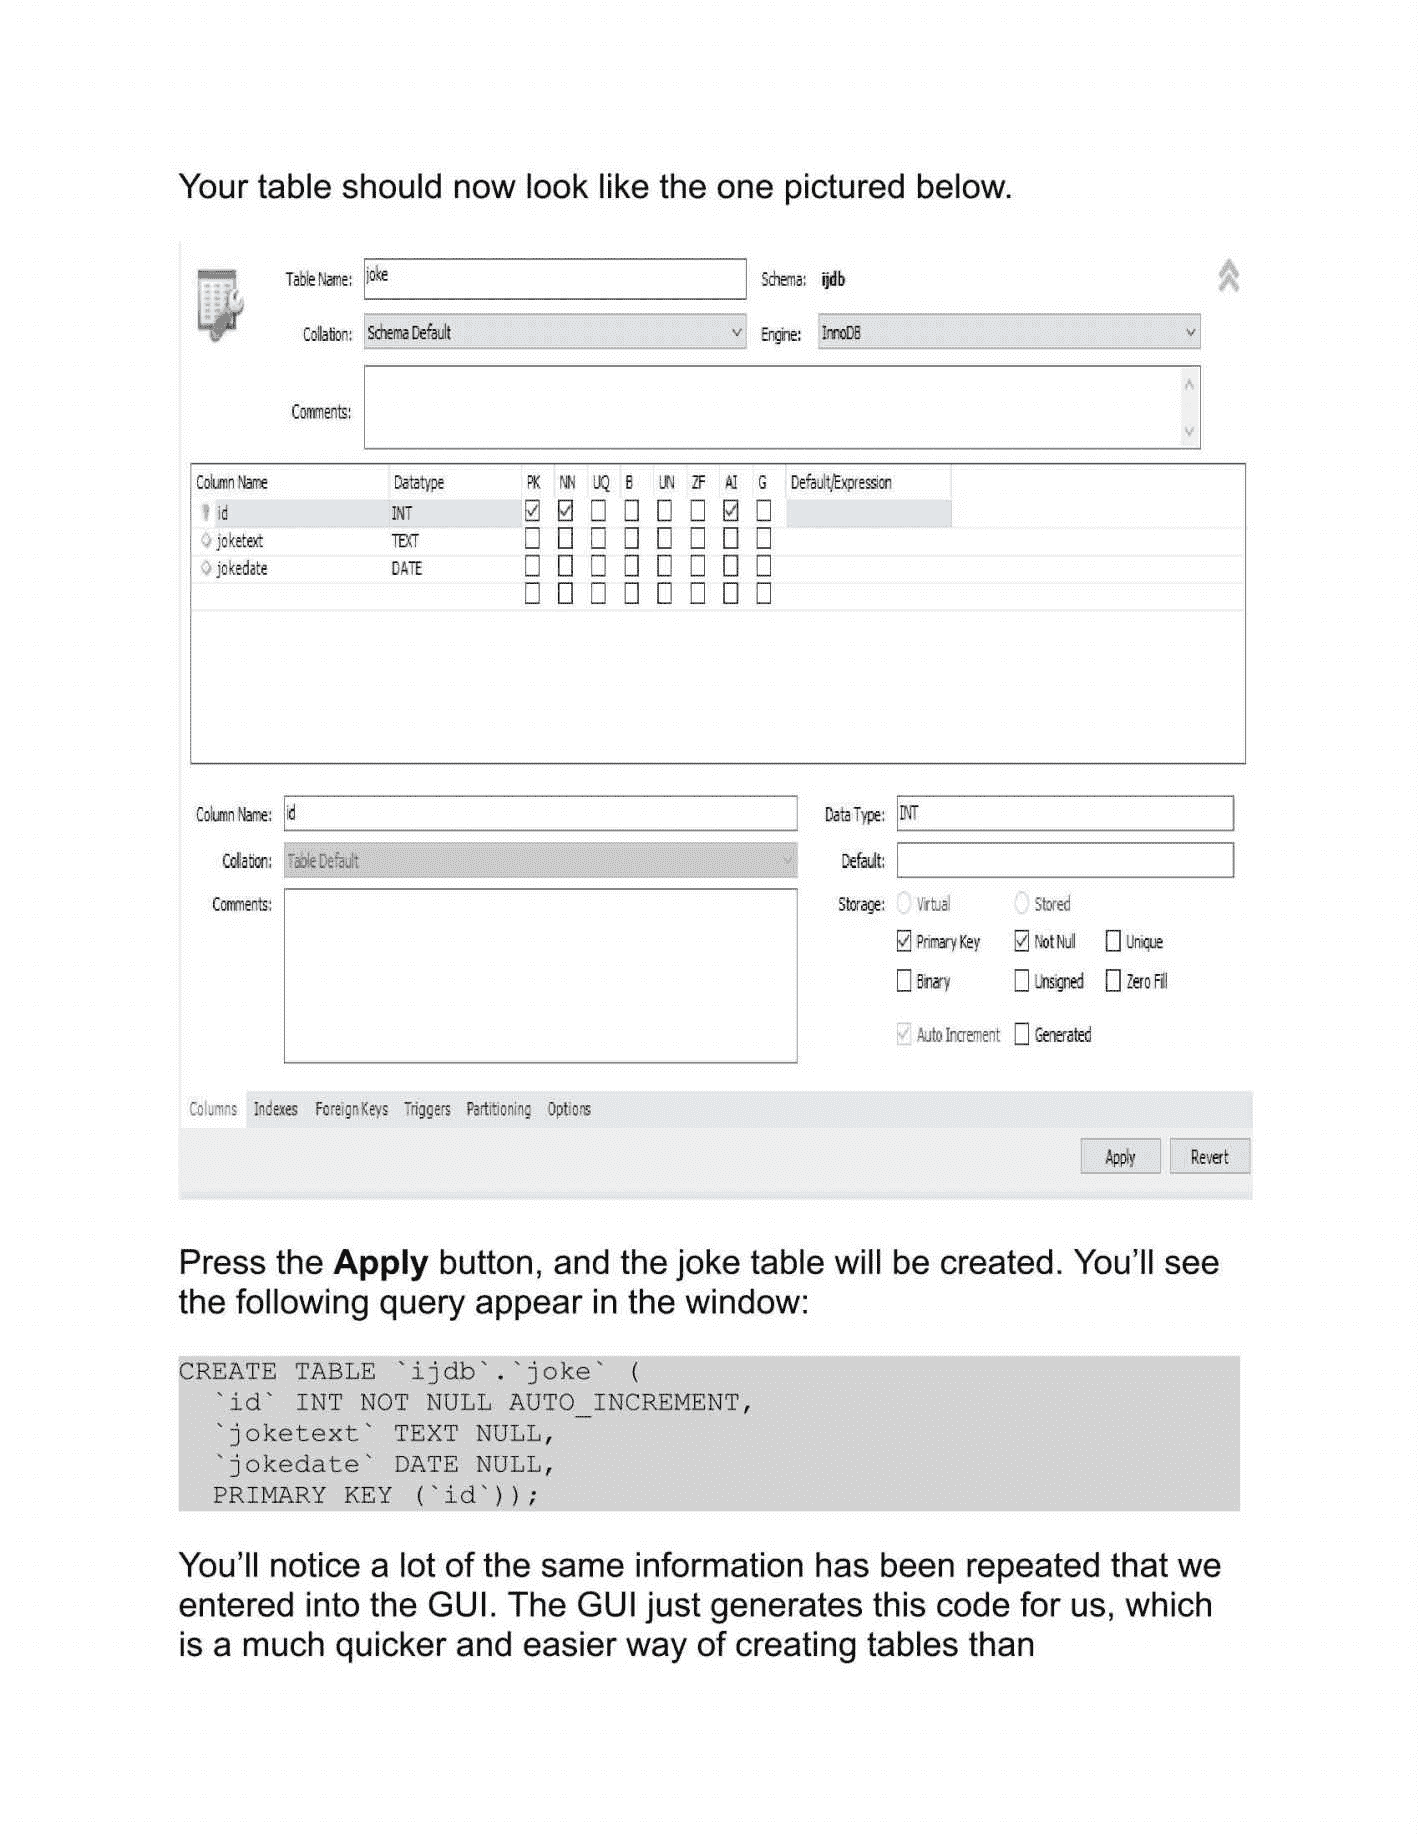 Your table should now look like the one pictured below.
Table Name: joke Schema: ijdb
Collation: Schema Default Engine: InnoDB
Comments:
Column Name Datatype PK NN UQ B UN ZF AI G Default/Expression
id INT
joketext TEXT
jokedate DATE
Column Name: id Data Type: INT
Collation: Table Default Default:
Comments: Storage: Virtual Stored
Primary Key Not Null Unique
Binary Unsigned Zero Fill
Auto Increment Generated
Columns Indexes Foreign Keys Triggers Partitioning Options
Apply Revert
Press the Apply button, and the joke table will be created. You’ll see
the following query appear in the window:
CREATE TABLE `ijdb`.`joke` (
`id` INT NOT NULL AUTO_INCREMENT,
`joketext` TEXT NULL,
`jokedate` DATE NULL,
PRIMARY KEY (`id`));
You’ll notice a lot of the same information has been repeated that we
entered into the GUI. The GUI just generates this code for us, which
is a much quicker and easier way of creating tables than